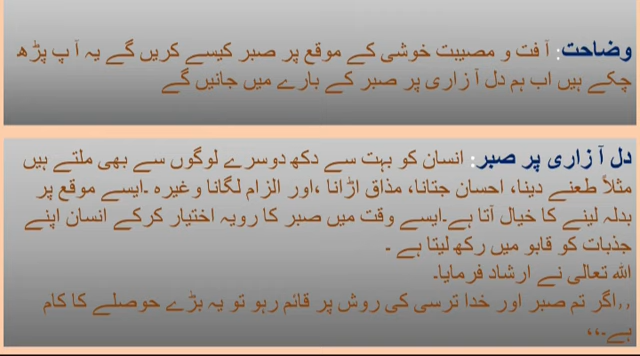 وضاحت: آفت و مصیبت خوشی کے موقع پر صبر کیسے کریں گے یہ آپ پڑھ
چکے ہیں اب ہم دل آزاری پر صبر کے بارے میں جانیں گے
دل آزاری پر صبر: انسان کو بہت سے دکھ دوسرے لوگوں سے بھی ملتے ہیں
مثلاً طعنے دینا، احسان جتانا، مذاق اڑانا ،اور الزام لگانا وغیرہ ۔ایسے موقع پر
بدلہ لینے کا خیال آتا ہے۔ایسے وقت میں صبر کا رویہ اختیار کرکے انسان اپنے
جذبات کو قابو میں رکھ لیتا ہے ۔
اللہ تعالی نے ارشاد فرمایا۔
,,اگر تم صبر اور خدا ترسی کی روش پر قائم رہو تو یہ بڑے حوصلے کا کام
ہے۔،،